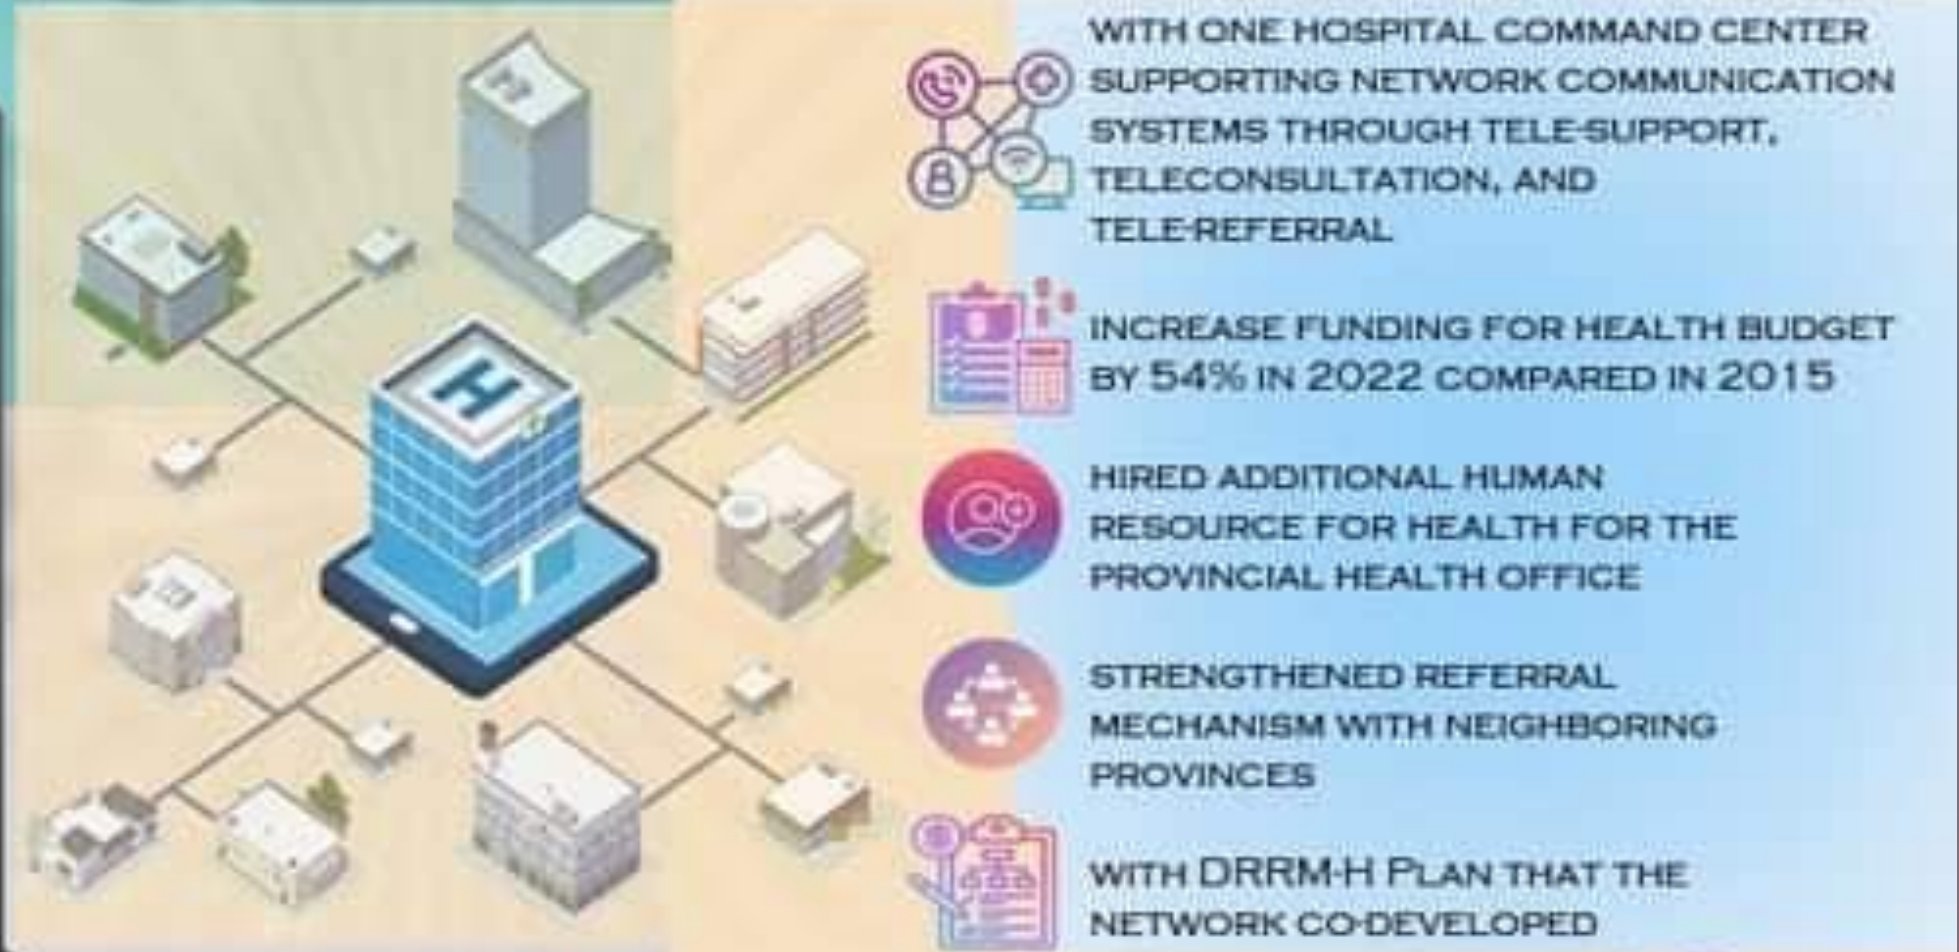 WITH ONE HOSPITAL COMMAND CENTER
SUPPORTING NETWORK COMMUNICATION
SYSTEMS THROUGH TELE-SUPPORT,
TELECONSULTATION, AND
TELE-REFERRAL
INCREASE FUNDING FOR HEALTH BUDGET
BY 54% IN 2022 COMPARED IN 2015
HIRED ADDITIONAL HUMAN
RESOURCE FOR HEALTH FOR THE
PROVINCIAL HEALTH OFFICE
STRENGTHENED REFERRAL
MECHANISM WITH NEIGHBORING
PROVINCES
WITH DRRM-H PLAN THAT THE
NETWORK CO-DEVELOPED
H